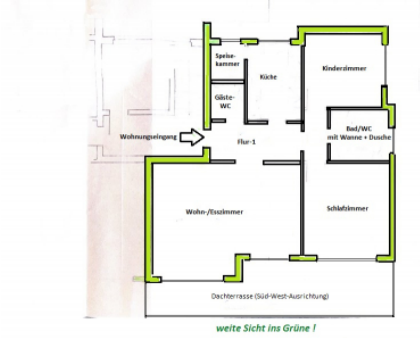 Speise-
kammer
Küche
Kinderzimmer
Gäste-
WC
Wohnungseingang
Flur-1
Bad/WC
mit Wanne + Dusche
Wohn-/Esszimmer
Schlafzimmer
Dachterrasse (Süd-West-Ausrichtung)
weite Sicht ins Grüne !